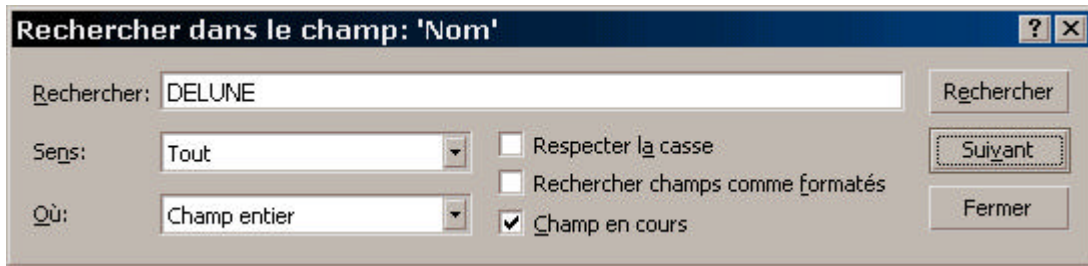 Rechercher dans le champ: 'Nom'
Rechercher: DELUNE Rechercher
Sens: Tout Respecter la casse Suivant
Rechercher champs comme formatés
Où: Champ entier Champ en cours Fermer